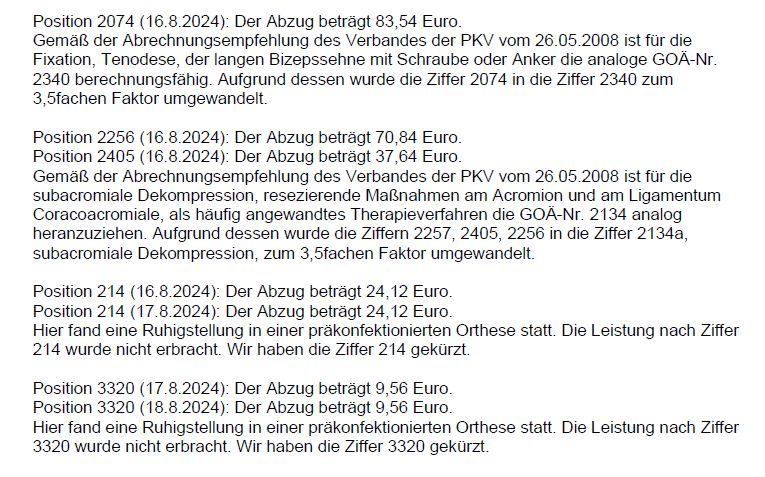 Position 2074 (16.8.2024): Der Abzug beträgt 83,54 Euro.
Gemäß der Abrechnungsempfehlung des Verbandes der PKV vom 26.05.2008 ist für die
Fixation, Tenodese, der langen Bizepssehne mit Schraube oder Anker die analoge GOÄ-Nr.
2340 berechnungsfähig. Aufgrund dessen wurde die Ziffer 2074 in die Ziffer 2340 zum
3,5fachen Faktor umgewandelt.

Position 2256 (16.8.2024): Der Abzug beträgt 70,84 Euro.
Position 2405 (16.8.2024): Der Abzug beträgt 37,64 Euro.
Gemäß der Abrechnungsempfehlung des Verbandes der PKV vom 26.05.2008 ist für die
subacromiale Dekompression, resezierende Maßnahmen am Acromion und am Ligamentum
Coracoacromiale, als häufig angewandtes Therapieverfahren die GOÄ-Nr. 2134 analog
heranzuziehen. Aufgrund dessen wurde die Ziffern 2257, 2405, 2256 in die Ziffer 2134a,
subacromiale Dekompression, zum 3,5fachen Faktor umgewandelt.

Position 214 (16.8.2024): Der Abzug beträgt 24,12 Euro.
Position 214 (17.8.2024): Der Abzug beträgt 24,12 Euro.
Hier fand eine Ruhigstellung in einer präkonfektionierten Orthese statt. Die Leistung nach Ziffer
214 wurde nicht erbracht. Wir haben die Ziffer 214 gekürzt.

Position 3320 (17.8.2024): Der Abzug beträgt 9,56 Euro.
Position 3320 (18.8.2024): Der Abzug beträgt 9,56 Euro.
Hier fand eine Ruhigstellung in einer präkonfektionierten Orthese statt. Die Leistung nach Ziffer
3320 wurde nicht erbracht. Wir haben die Ziffer 3320 gekürzt.